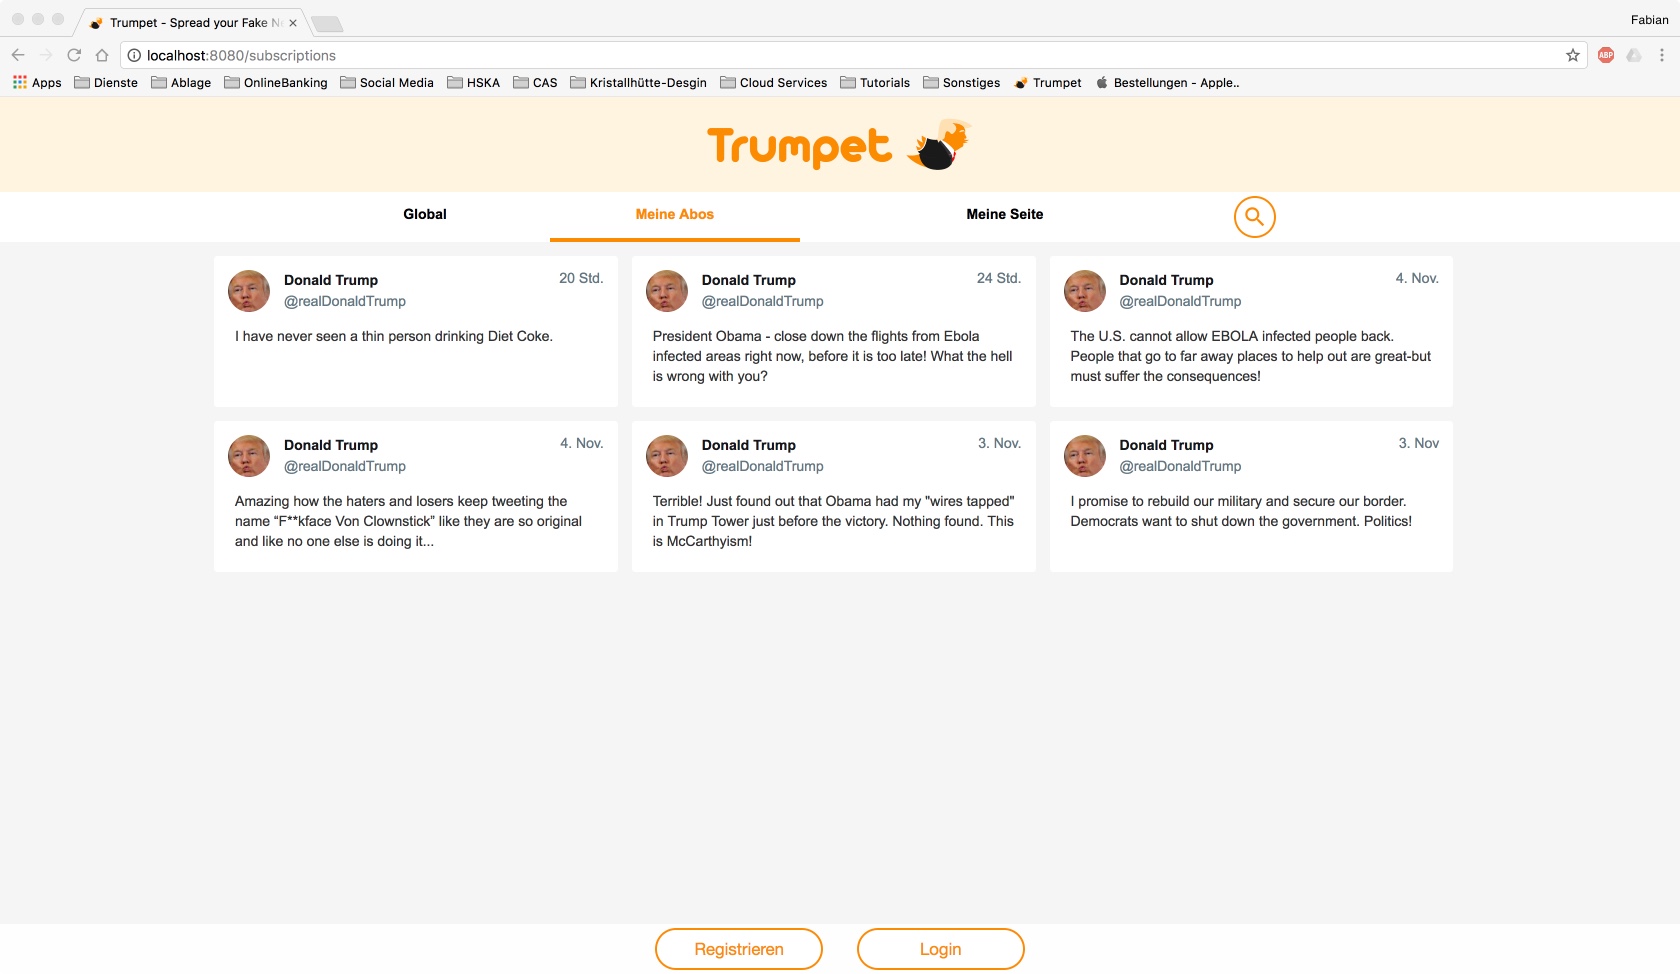 Trumpet - Spread your Fake N
Fabian
localhost:8080/subscriptions
ABP
Apps Dienste Ablage OnlineBanking Social Media HSKA CAS Kristallhütte-Desgin Cloud Services Tutorials Sonstiges Trumpet Bestellungen - Apple..
Trumpet
Global Meine Abos Meine Seite
Donald Trump 20 Std.
@realDonaldTrump
I have never seen a thin person drinking Diet Coke.
Donald Trump 24 Std.
@realDonaldTrump
President Obama - close down the flights from Ebola
infected areas right now, before it is too late! What the hell
is wrong with you?
Donald Trump 4. Nov.
@realDonaldTrump
The U.S. cannot allow EBOLA infected people back.
People that go to far away places to help out are great-but
must suffer the consequences!
Donald Trump 4. Nov.
@realDonaldTrump
Amazing how the haters and losers keep tweeting the
name “F**kface Von Clownstick” like they are so original
and like no one else is doing it...
Donald Trump 3. Nov.
@realDonaldTrump
Terrible! Just found out that Obama had my "wires tapped"
in Trump Tower just before the victory. Nothing found. This
is McCarthyism!
Donald Trump 3. Nov
@realDonaldTrump
I promise to rebuild our military and secure our border.
Democrats want to shut down the government. Politics!
Registrieren Login